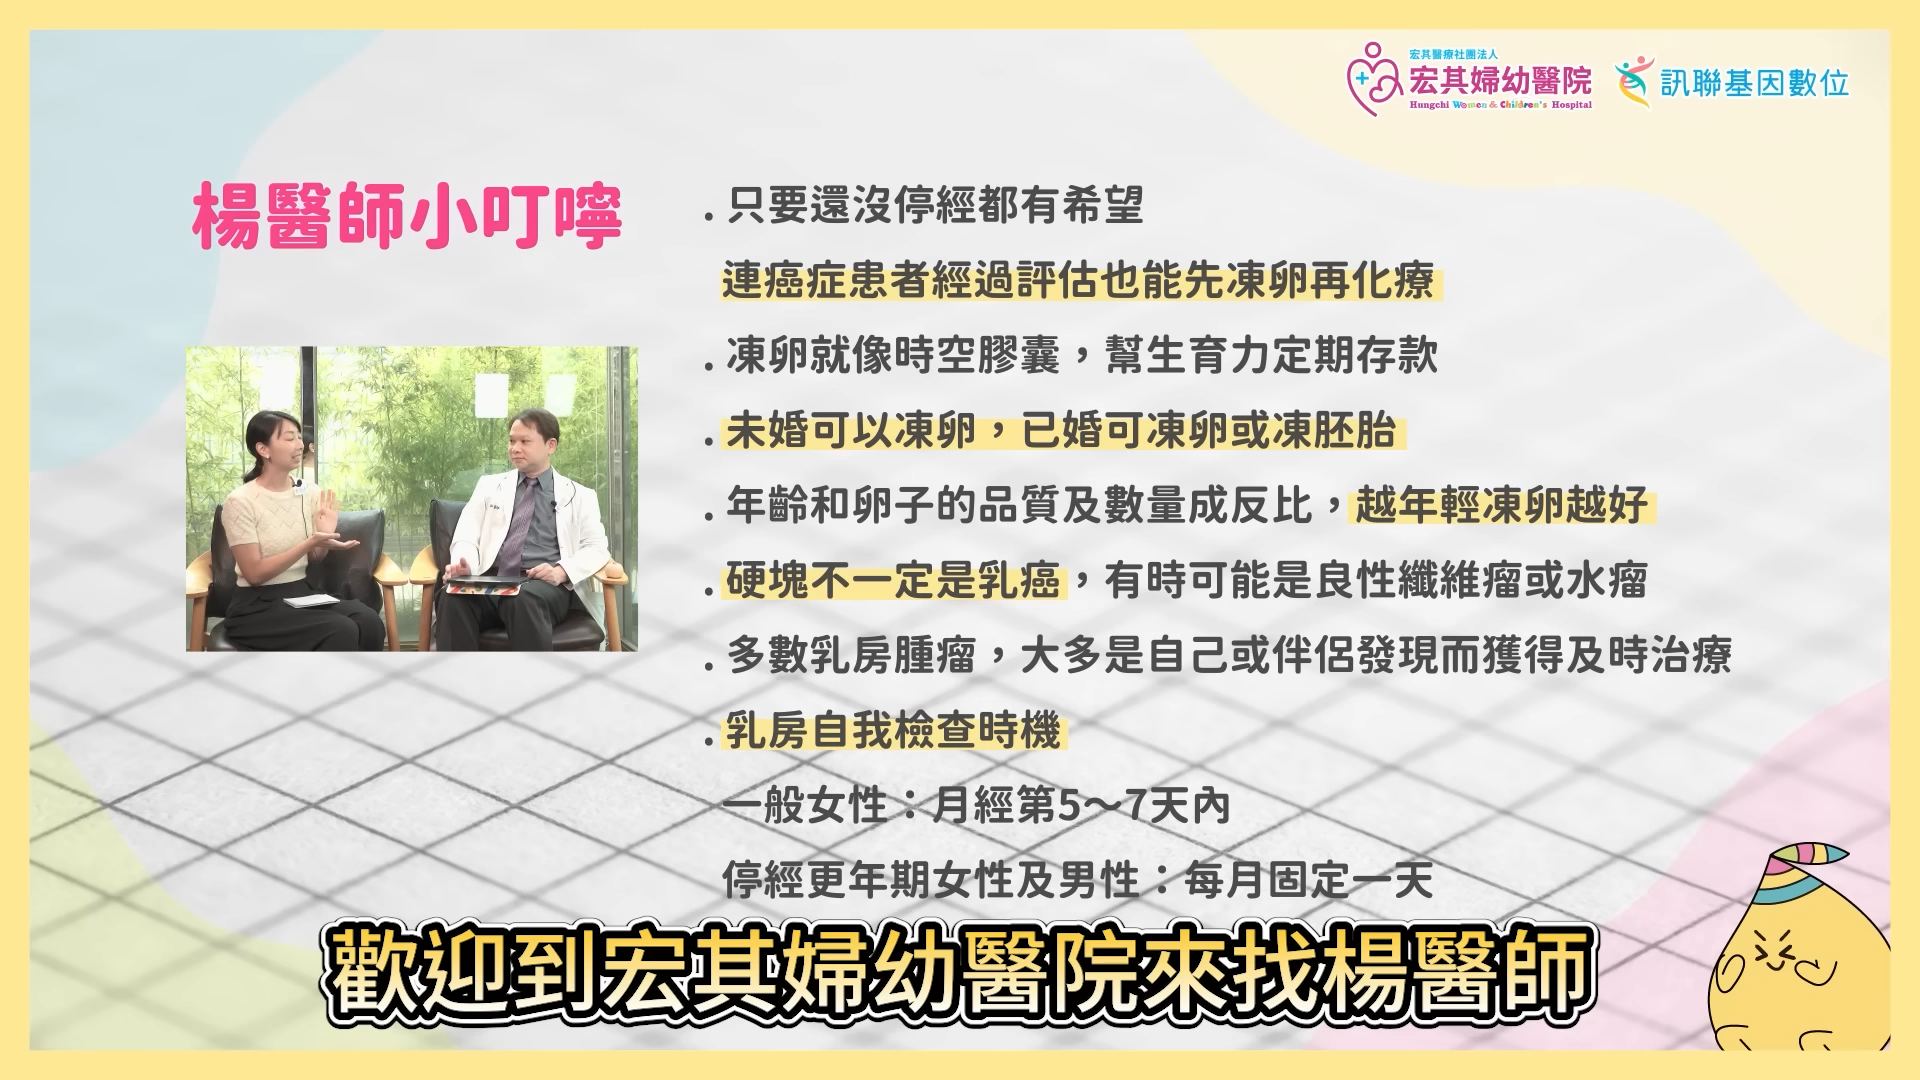 宏其醫療社團法人
宏其婦幼醫院
Hungchi Women & Children's Hospital
訊聯基因數位
楊醫師小叮嚀
. 只要還沒停經都有希望
連癌症患者經過評估也能先凍卵再化療
. 凍卵就像時空膠囊，幫生育力定期存款
. 未婚可以凍卵，已婚可凍卵或凍胚胎
. 年齡和卵子的品質及數量成反比，越年輕凍卵越好
. 硬塊不一定是乳癌，有時可能是良性纖維瘤或水瘤
. 多數乳房腫瘤，大多是自己或伴侶發現而獲得及時治療
. 乳房自我檢查時機
一般女性：月經第5～7天內
停經更年期女性及男性：每月固定一天
歡迎到宏其婦幼醫院來找楊醫師